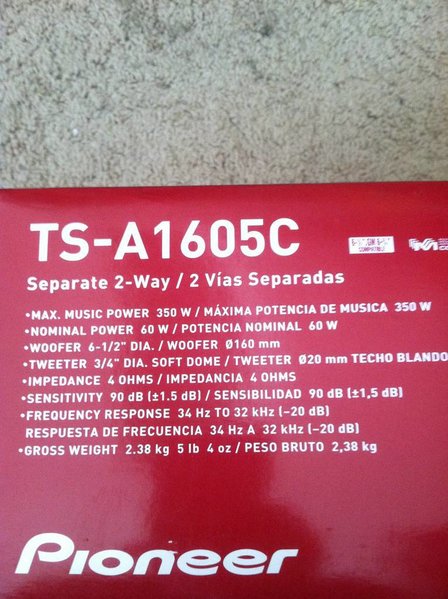 TS-A1605C
Separate 2-Way / 2 Vías Separadas
•MAX. MUSIC POWER 350 W / MÁXIMA POTENCIA DE MUSICA 350 W
•NOMINAL POWER 60 W / POTENCIA NOMINAL 60 W
•WOOFER 6-1/2" DIA. / WOOFER Ø160 mm
•TWEETER 3/4" DIA. SOFT DOME / TWEETER Ø20 mm TECHO BLANDO
•IMPEDANCE 4 OHMS / IMPEDANCIA 4 OHMS
•SENSITIVITY 90 dB (±1.5 dB) / SENSIBILIDAD 90 dB (±1,5 dB)
•FREQUENCY RESPONSE 34 Hz TO 32 kHz (–20 dB)
RESPUESTA DE FRECUENCIA 34 Hz A 32 kHz (–20 dB)
•GROSS WEIGHT 2.38 kg 5 lb 4 oz / PESO BRUTO 2,38 kg
Pioneer